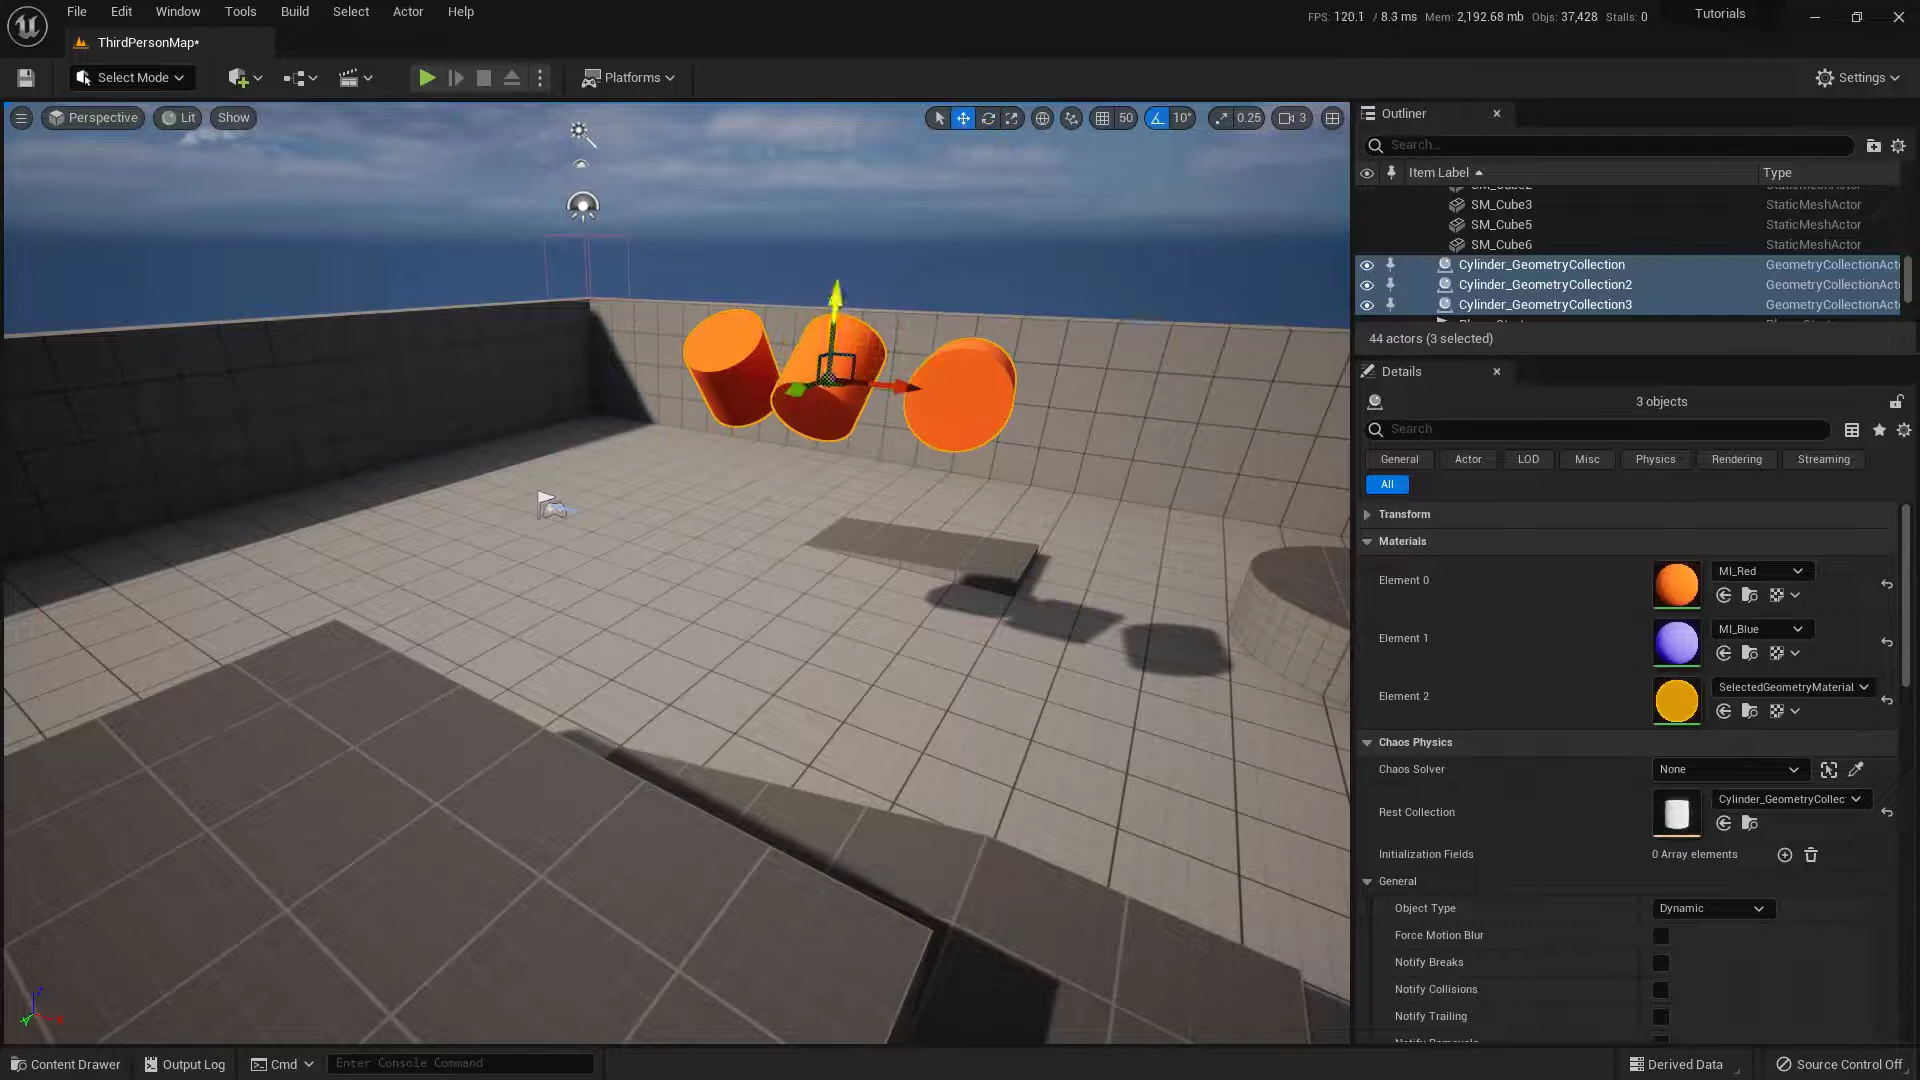 File Edit Window Tools Build Select Actor Help
FPS: 120.1 / 8.3 ms Mem: 2,192.68 mb Objs: 37,428 Stalls: 0 Tutorials
ThirdPersonMap*
Select Mode
Platforms
Settings
Perspective Lit Show
50 10° 0.25 3
Outliner
Search...
Item Label Type
SM_Cube2 StaticMeshActor
SM_Cube3 StaticMeshActor
SM_Cube5 StaticMeshActor
SM_Cube6 StaticMeshActor
Cylinder_GeometryCollection GeometryCollectionAct
Cylinder_GeometryCollection2 GeometryCollectionAct
Cylinder_GeometryCollection3 GeometryCollectionAct
44 actors (3 selected)
Details
3 objects
Search
General Actor LOD Misc Physics Rendering Streaming
All
Transform
Materials
Element 0 MI_Red
Element 1 MI_Blue
Element 2 SelectedGeometryMaterial
Chaos Physics
Chaos Solver None
Rest Collection Cylinder_GeometryCollec
Initialization Fields 0 Array elements
General
Object Type Dynamic
Force Motion Blur
Notify Breaks
Notify Collisions
Notify Trailing
Content Drawer Output Log Cmd Enter Console Command
Derived Data Source Control Off